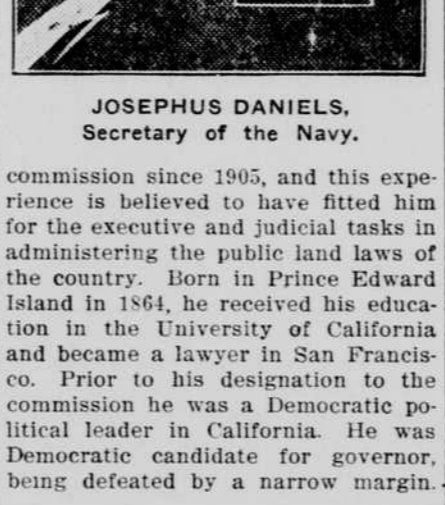 JOSEPHUS DANIELS,
Secretary of the Navy.
commission since 1905, and this expe-
rience is believed to have fitted him
for the executive and judicial tasks in
administering the public land laws of
the country. Born in Prince Edward
Island in 1864, he received his educa-
tion in the University of California
and became a lawyer in San Francis-
co. Prior to his designation to the
commission he was a Democratic po-
litical leader in California. He was
Democratic candidate for governor,
being defeated by a narrow margin.